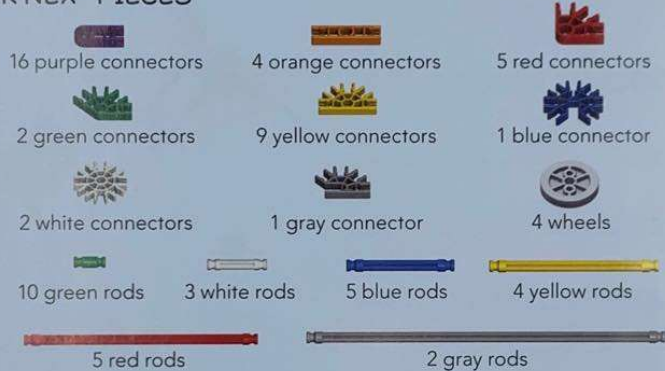 PIECES
16 purple connectors
4 orange connectors
5 red connectors
2 green connectors
9 yellow connectors
1 blue connector
2 white connectors
1 gray connector
4 wheels
10 green rods
3 white rods
5 blue rods
4 yellow rods
5 red rods
2 gray rods